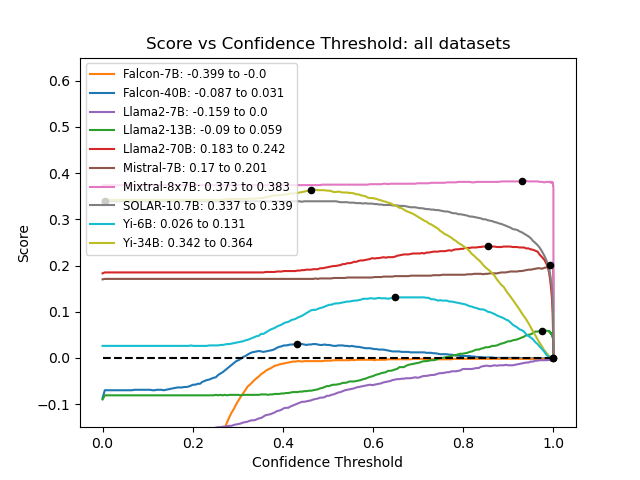 Score vs Confidence Threshold: all datasets
Score
0.6
0.5
0.4
0.3
0.2
0.1
0.0
−0.1
Falcon-7B: -0.399 to -0.0
Falcon-40B: -0.087 to 0.031
Llama2-7B: -0.159 to 0.0
Llama2-13B: -0.09 to 0.059
Llama2-70B: 0.183 to 0.242
Mistral-7B: 0.17 to 0.201
Mixtral-8x7B: 0.373 to 0.383
SOLAR-10.7B: 0.337 to 0.339
Yi-6B: 0.026 to 0.131
Yi-34B: 0.342 to 0.364
0.0 0.2 0.4 0.6 0.8 1.0
Confidence Threshold